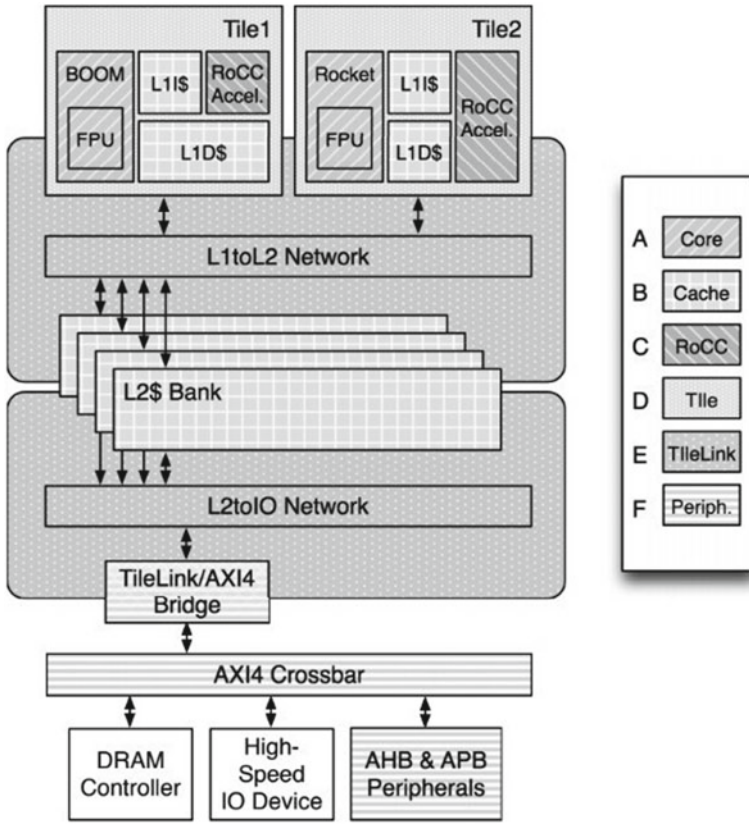 Tile1
BOOM
FPU
L1I$
RoCC
Accel.
L1D$
Tile2
Rocket
FPU
L1I$
L1D$
RoCC
Accel.
L1toL2 Network
L2$ Bank
L2toIO Network
TileLink/AXI4
Bridge
AXI4 Crossbar
DRAM
Controller
High-
Speed
IO Device
AHB & APB
Peripherals
A Core
B Cache
C RoCC
D TIle
E TIleLink
F Periph.